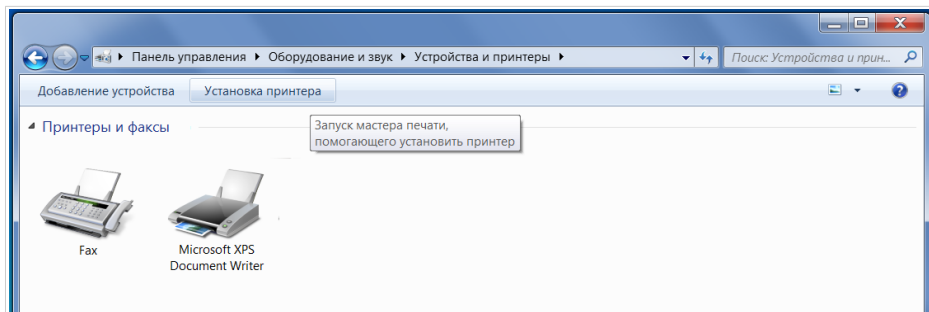 Панель управления Оборудование и звук Устройства и принтеры Поиск: Устройства и прин...
Добавление устройства Установка принтера
Принтеры и факсы
Запуск мастера печати,
помогающего установить принтер
Fax
Microsoft XPS
Document Writer